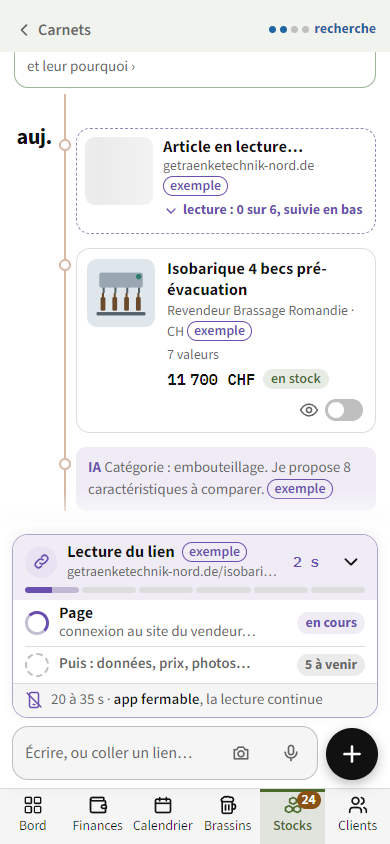 Carnets
recherche
et leur pourquoi ›
auj.
Article en lecture…
getraenketechnik-nord.de
exemple
lecture : 0 sur 6, suivie en bas
Isobarique 4 becs pré-
évacuation
Revendeur Brassage Romandie ·
CH exemple
7 valeurs
11 700 CHF en stock
IA Catégorie : embouteillage. Je propose 8
caractéristiques à comparer. exemple
Lecture du lien exemple
getraenketechnik-nord.de/isobari…
2 s
Page
connexion au site du vendeur…
en cours
Puis : données, prix, photos…
5 à venir
20 à 35 s · app fermable, la lecture continue
Écrire, ou coller un lien…
24
Bord Finances Calendrier Brassins Stocks Clients